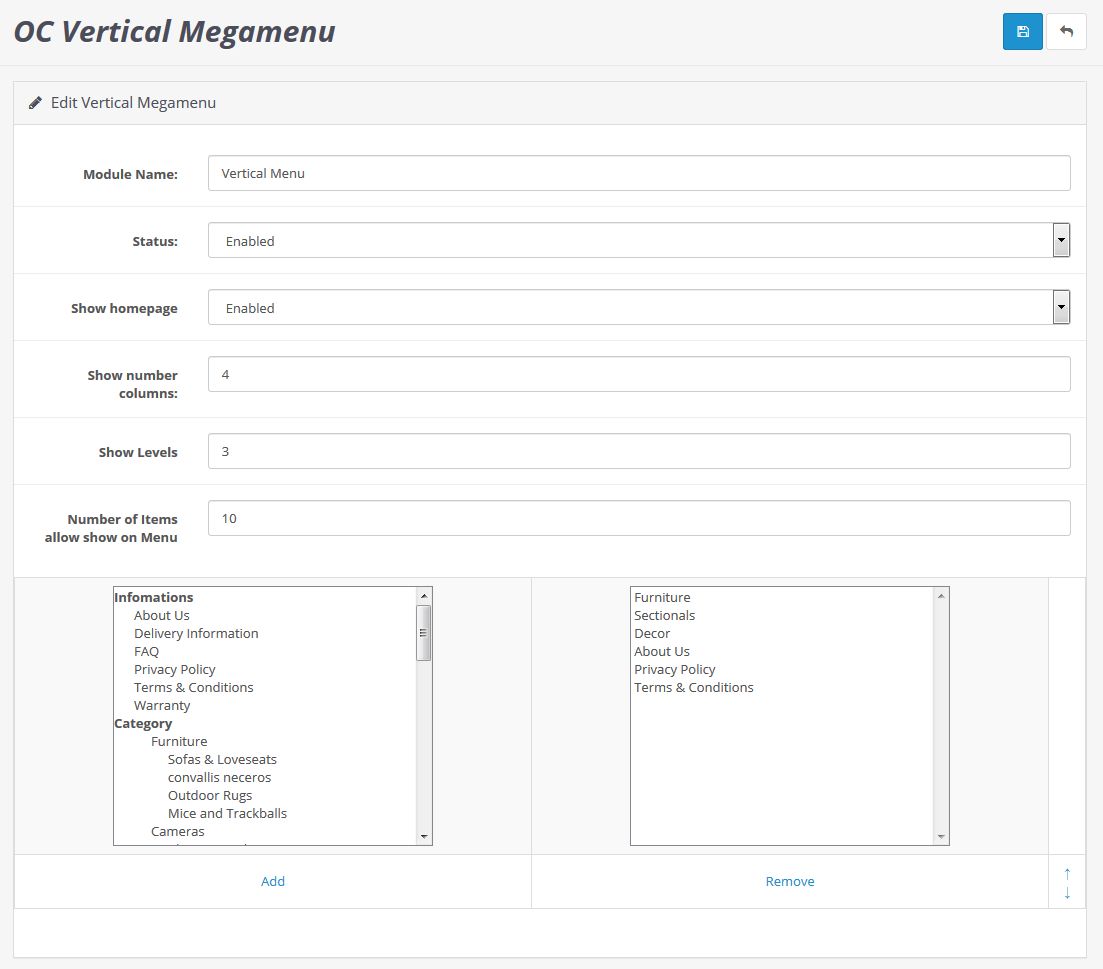 OC Vertical Megamenu
Edit Vertical Megamenu
Module Name:
Vertical Menu
Status:
Enabled
Show homepage
Enabled
Show number
columns:
4
Show Levels
3
Number of Items
allow show on Menu
10
Infomations
About Us
Delivery Information
FAQ
Privacy Policy
Terms & Conditions
Warranty
Category
Furniture
Sofas & Loveseats
convallis neceros
Outdoor Rugs
Mice and Trackballs
Cameras
Furniture
Sectionals
Decor
About Us
Privacy Policy
Terms & Conditions
Add
Remove
↑
↓